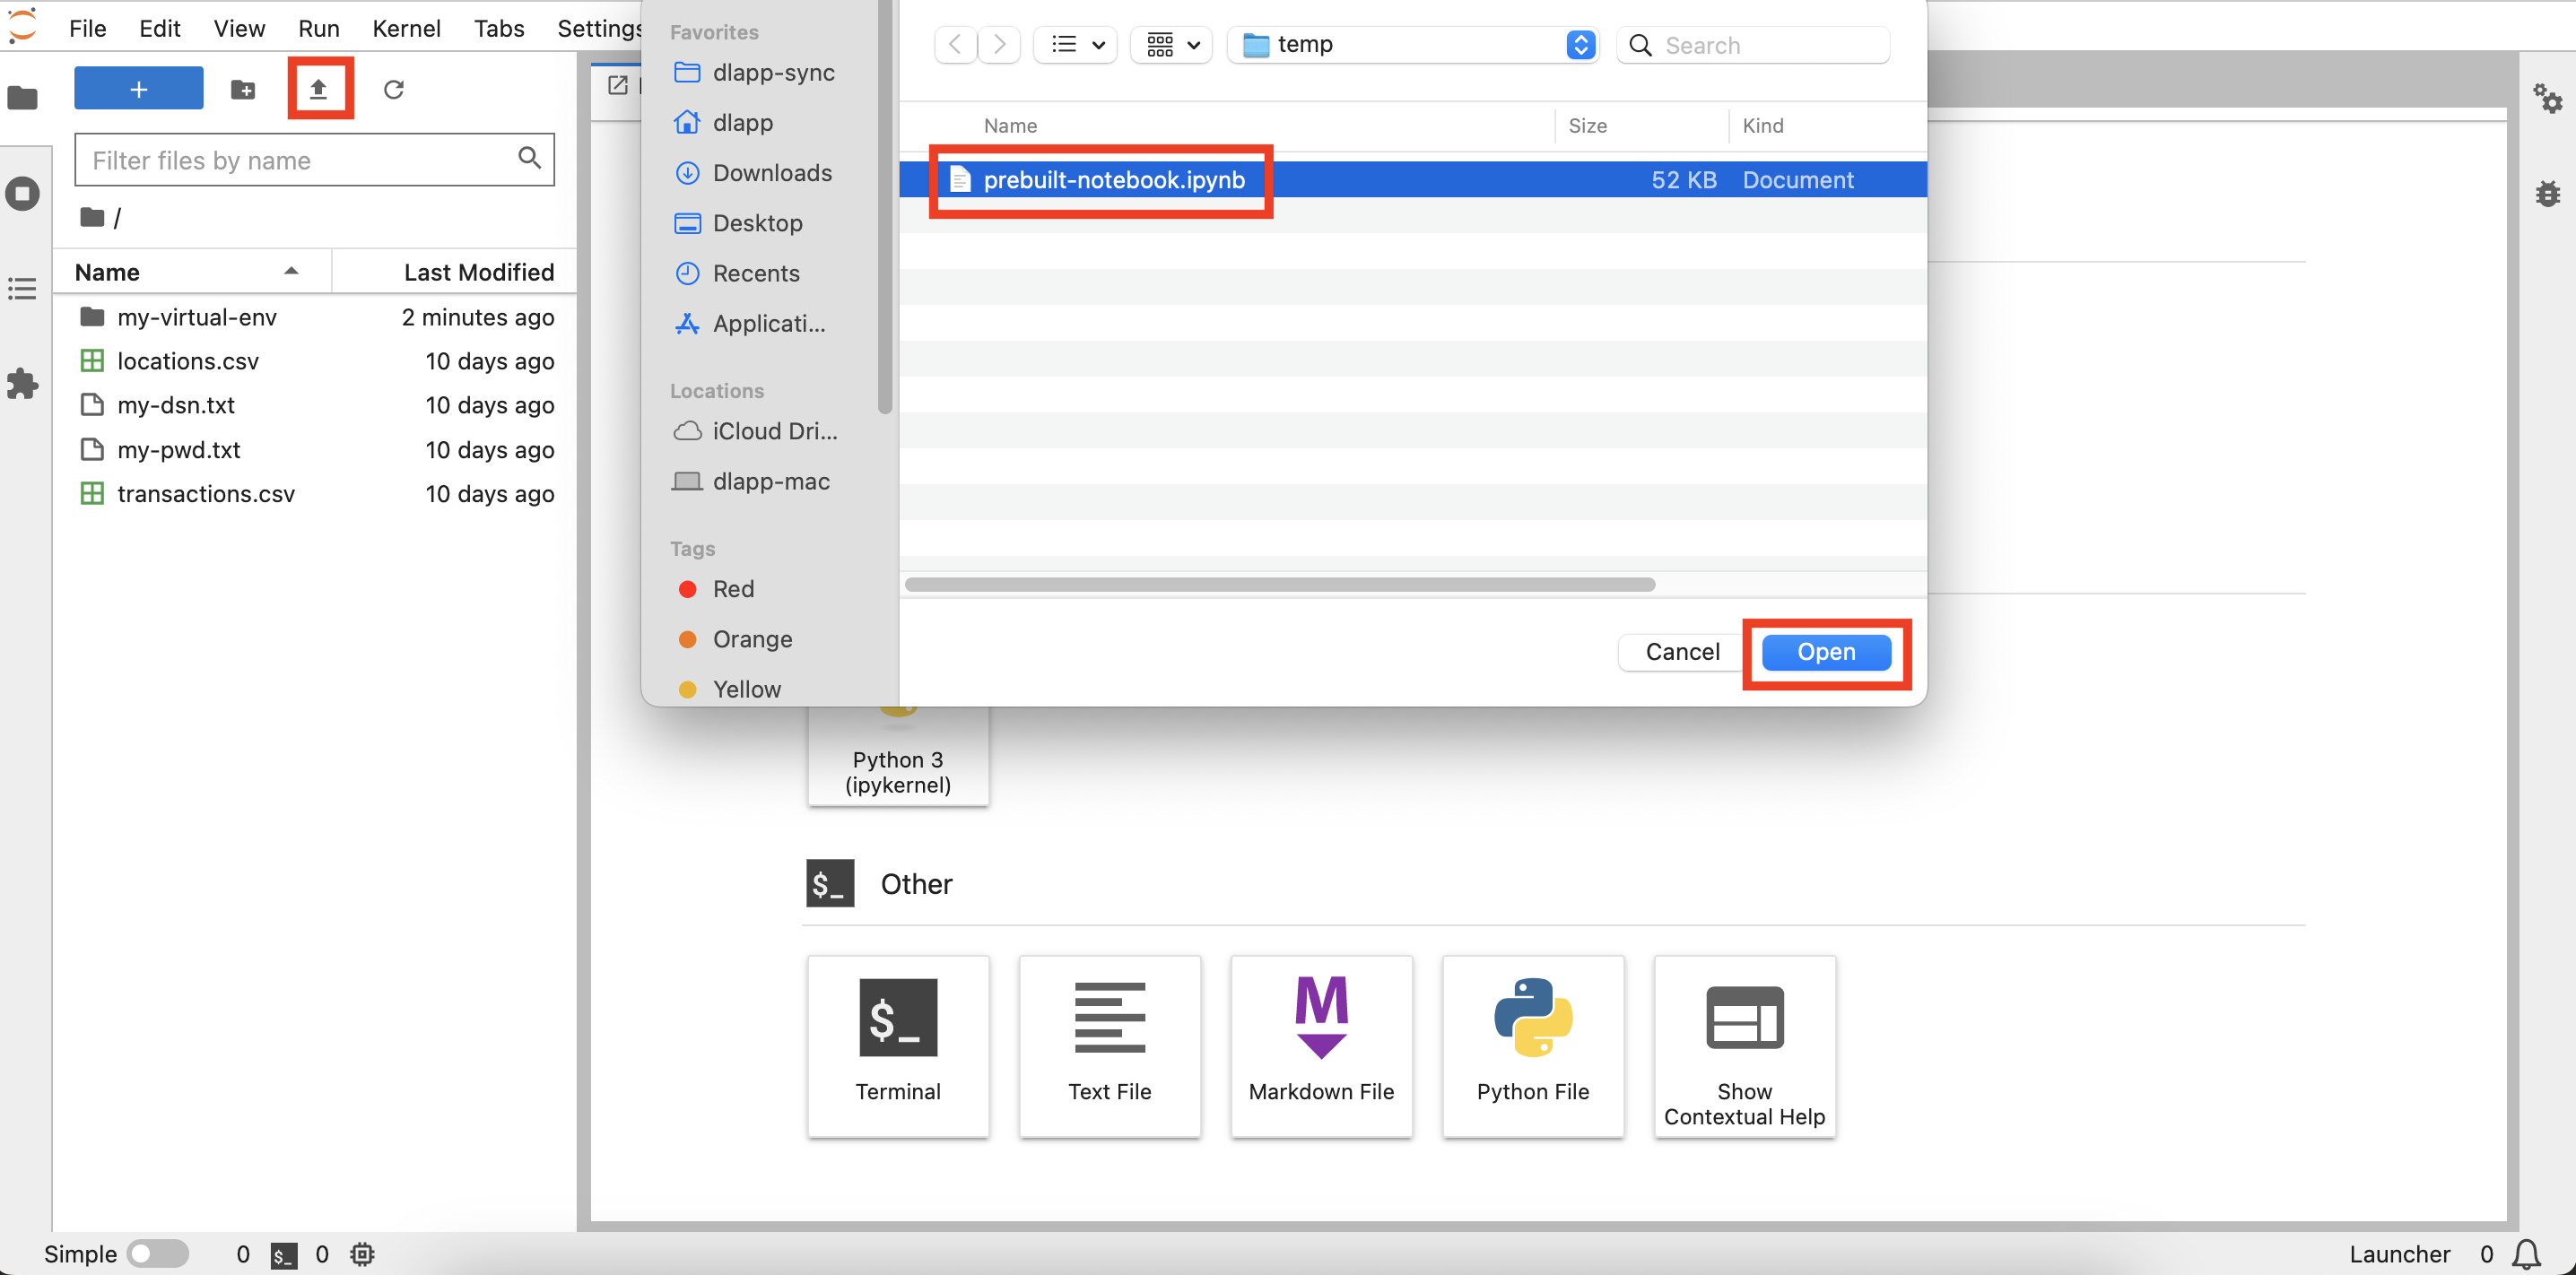 File Edit View Run Kernel Tabs Settings
+
Filter files by name
/
Name Last Modified
my-virtual-env 2 minutes ago
locations.csv 10 days ago
my-dsn.txt 10 days ago
my-pwd.txt 10 days ago
transactions.csv 10 days ago
Favorites
dlapp-sync
dlapp
Downloads
Desktop
Recents
Applicati...
Locations
iCloud Dri...
dlapp-mac
Tags
Red
Orange
Yellow
temp
Search
Name Size Kind
prebuilt-notebook.ipynb 52 KB Document
Cancel Open
Python 3
(ipykernel)
$_ Other
$_
Terminal
Text File
M
Markdown File
Python File
Show
Contextual Help
Simple 0 $_ 0
Launcher 0